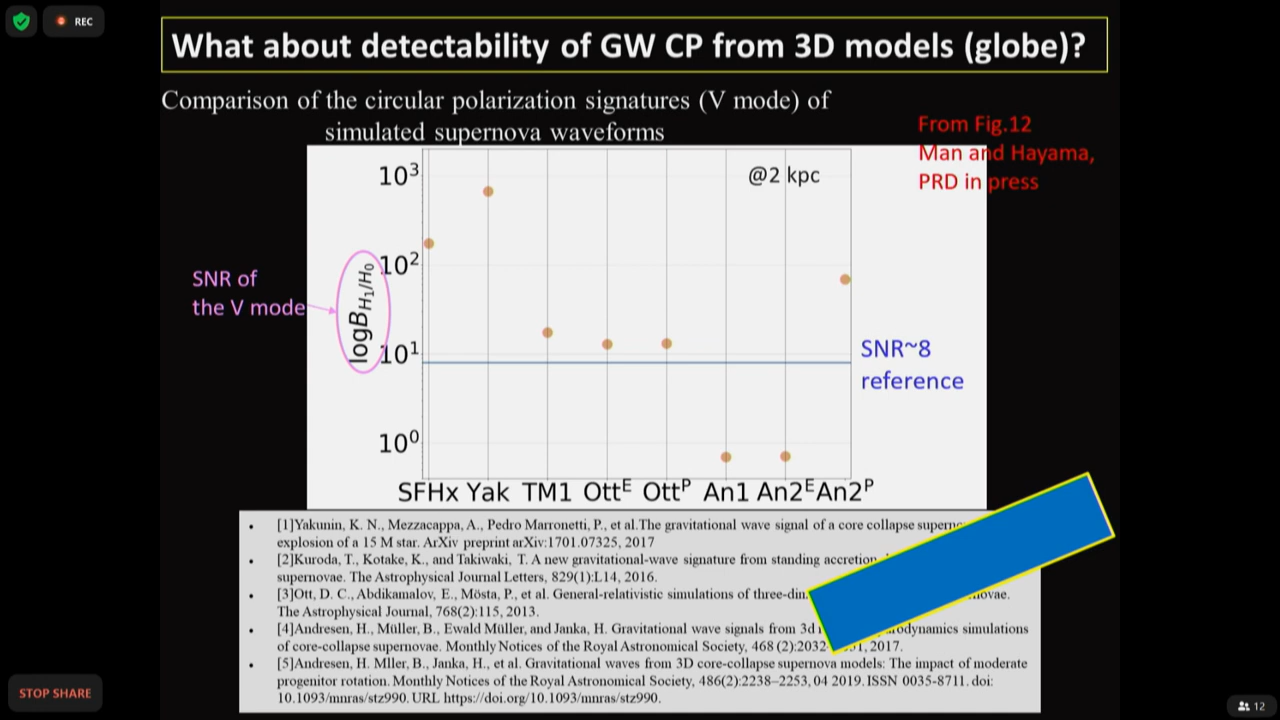 REC
What about detectability of GW CP from 3D models (globe)?
Comparison of the circular polarization signatures (V mode) of
simulated supernova waveforms
From Fig.12
Man and Hayama,
PRD in press
@2 kpc
10³
10²
10¹
10⁰
logB_{H₁/H₀}
SNR of
the V mode
SNR~8
reference
SFHx Yak TM1 Ottᴱ Ottᴾ An1 An2ᴱ An2ᴾ
• [1]Yakunin, K. N., Mezzacappa, A., Pedro Marronetti, P., et al.The gravitational wave signal of a core collapse
explosion of a 15 M star. ArXiv preprint arXiv:1701.07325, 2017
• [2]Kuroda, T., Kotake, K., and Takiwaki, T. A new gravitational-wave signature from standing accretion
supernovae. The Astrophysical Journal Letters, 829(1):L14, 2016.
• [3]Ott, D. C., Abdikamalov, E., Mösta, P., et al. General-relativistic simulations of
The Astrophysical Journal, 768(2):115, 2013.
• [4]Andresen, H., Müller, B., Ewald Müller, and Janka, H. Gravitational wave signals from 3d simulations
of core-collapse supernovae. Monthly Notices of the Royal Astronomical Society, 468 (2):2032 2017.
• [5]Andresen, H. Mller, B., Janka, H., et al. Gravitational waves from 3D core-collapse supernova models: The impact of moderate
progenitor rotation. Monthly Notices of the Royal Astronomical Society, 486(2):2238–2253, 04 2019. ISSN 0035-8711. doi:
10.1093/mnras/stz990. URL https://doi.org/10.1093/mnras/stz990.
STOP SHARE
12